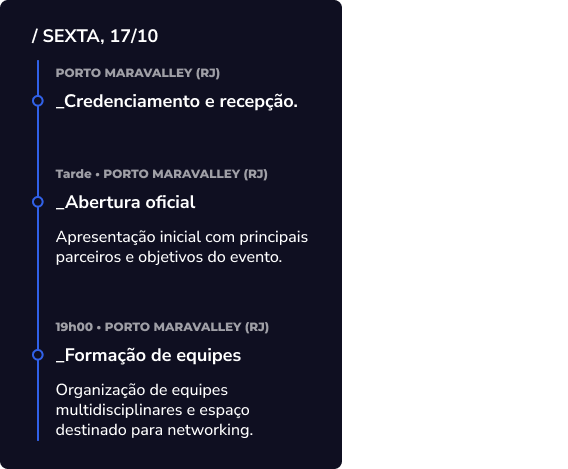 / SEXTA, 17/10
PORTO MARAVALLEY (RJ)
_Credenciamento e recepção.
Tarde • PORTO MARAVALLEY (RJ)
_Abertura oficial
Apresentação inicial com principais
parceiros e objetivos do evento.
19h00 • PORTO MARAVALLEY (RJ)
_Formação de equipes
Organização de equipes
multidisciplinares e espaço
destinado para networking.